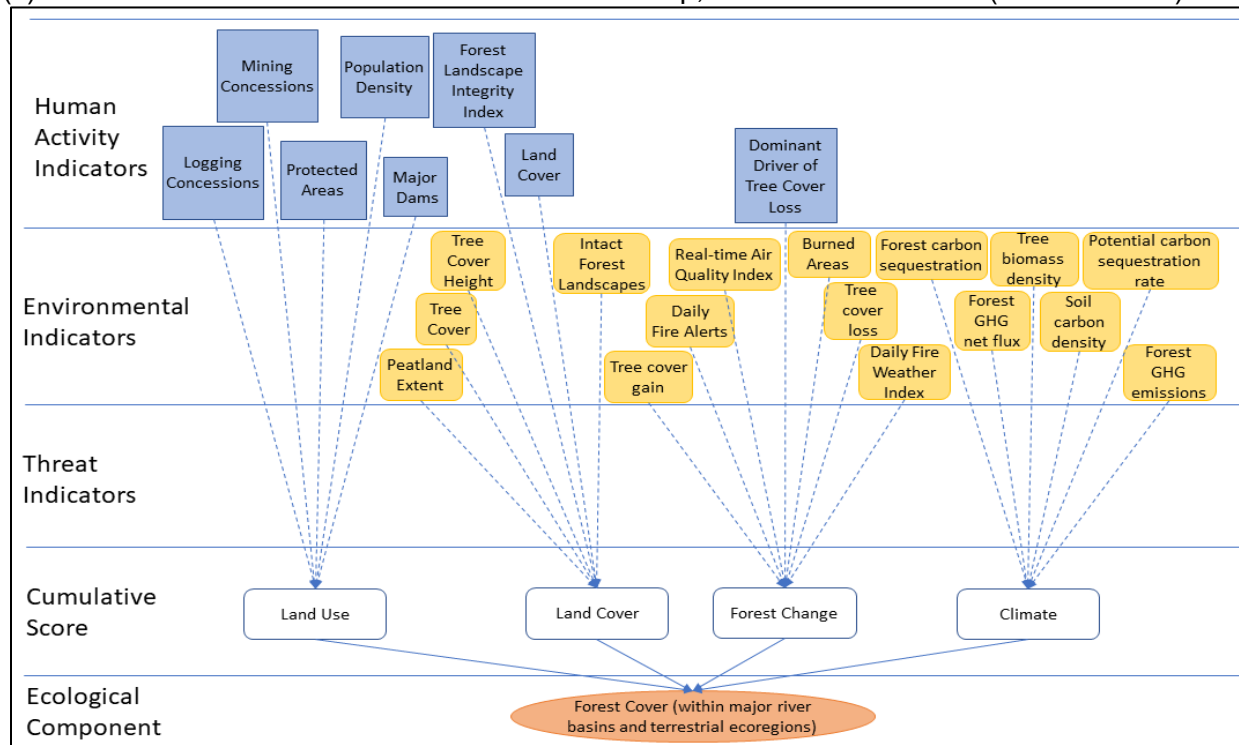 Human
Activity
Indicators
Mining
Concessions
Population
Density
Forest
Landscape
Integrity
Index
Logging
Concessions
Protected
Areas
Major
Dams
Land
Cover
Dominant
Driver of
Tree Cover
Loss
Environmental
Indicators
Tree
Cover
Height
Tree
Cover
Peatland
Extent
Intact
Forest
Landscapes
Real-time Air
Quality Index
Daily
Fire Alerts
Tree cover
gain
Burned
Areas
Tree
cover
loss
Daily Fire
Weather
Index
Forest carbon
sequestration
Forest
GHG
net flux
Tree
biomass
density
Soil
carbon
density
Potential carbon
sequestration
rate
Forest
GHG
emissions
Threat
Indicators
Cumulative
Score
Land Use
Land Cover
Forest Change
Climate
Ecological
Component
Forest Cover (within major river
basins and terrestrial ecoregions)